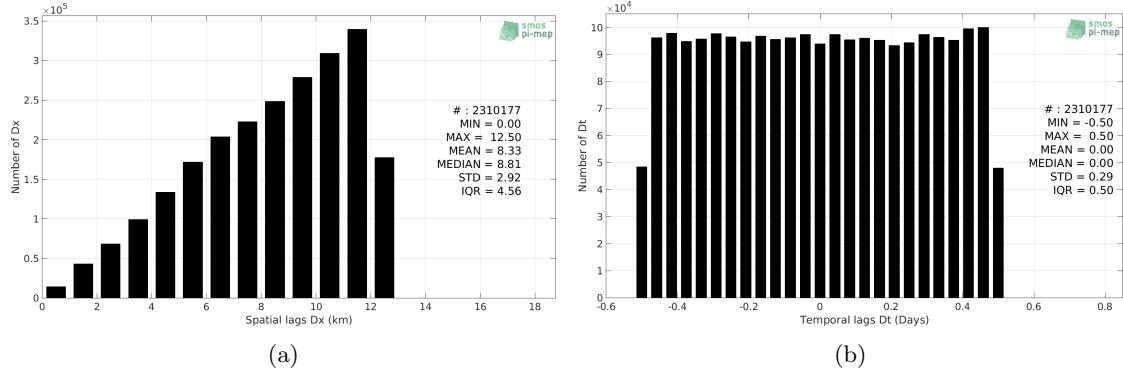 ×10^5
3.5
3
2.5
2
1.5
1
0.5
0
0 2 4 6 8 10 12 14 16 18
Number of Dx
Spatial lags Dx (km)
smos
pi-mep
# : 2310177
MIN = 0.00
MAX = 12.50
MEAN = 8.33
MEDIAN = 8.81
STD = 2.92
IQR = 4.56
(a)
×10^4
10
9
8
7
6
5
4
3
2
1
0
-0.6 -0.4 -0.2 0 0.2 0.4 0.6 0.8
Number of Dt
Temporal lags Dt (Days)
smos
pi-mep
# : 2310177
MIN = -0.50
MAX = 0.50
MEAN = 0.00
MEDIAN = 0.00
STD = 0.29
IQR = 0.50
(b)